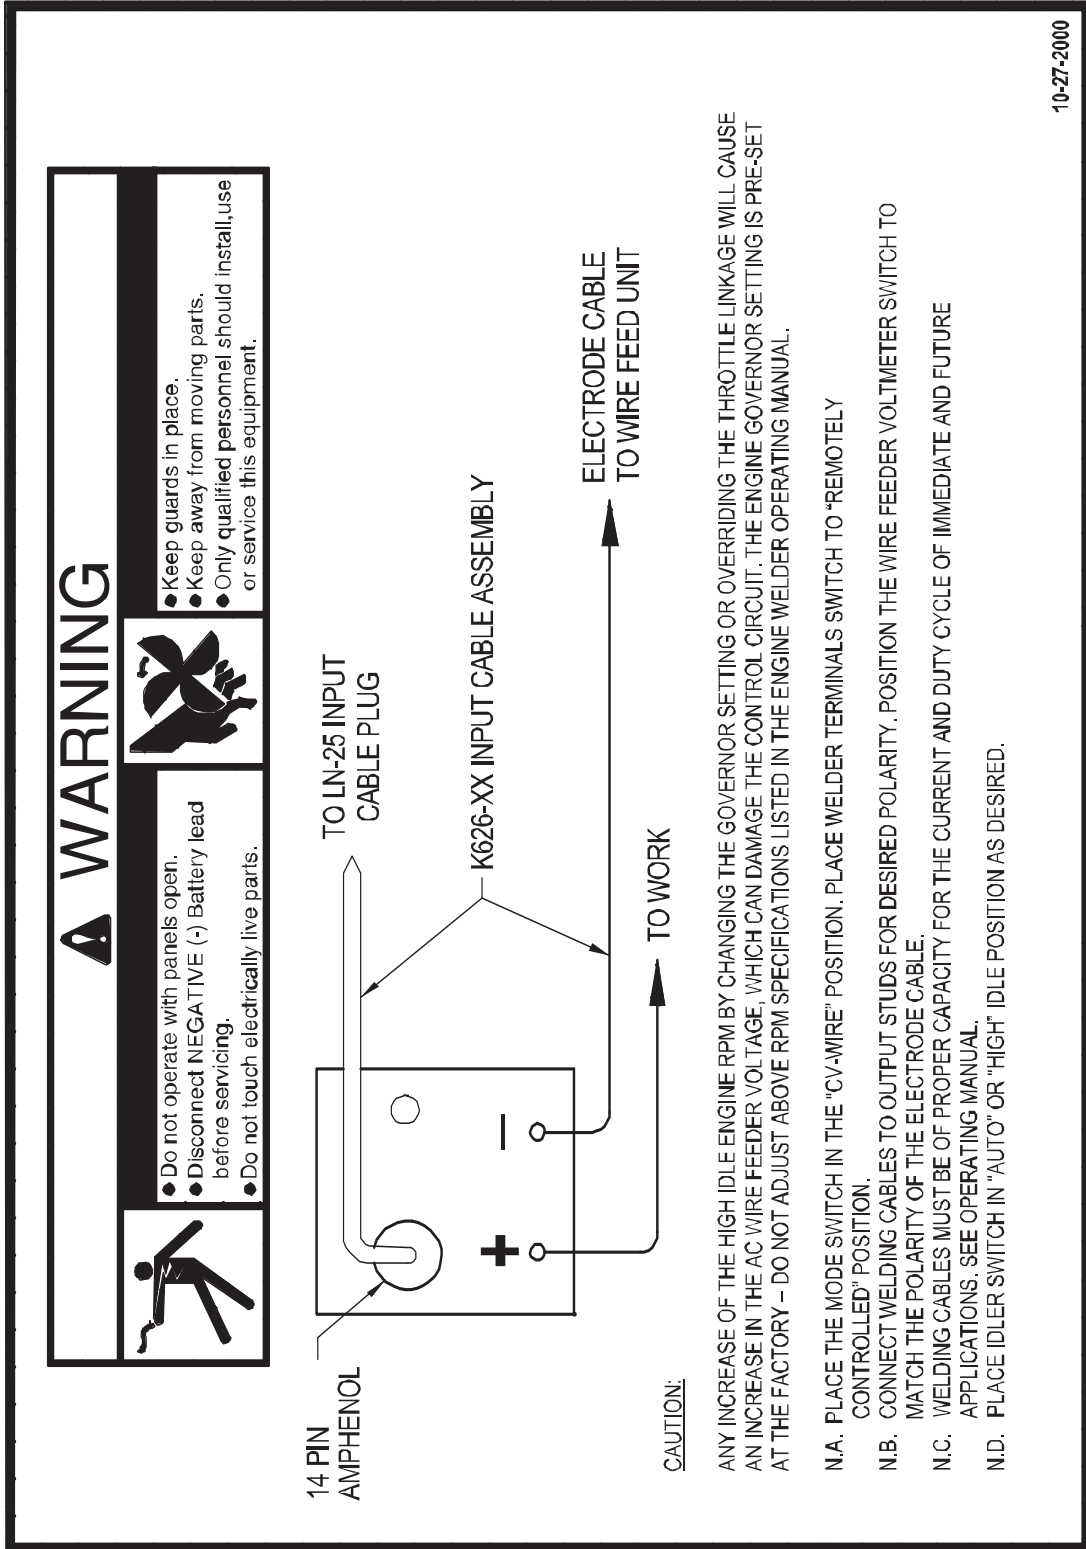 WARNING
● Do not operate with panels open.
● Disconnect NEGATIVE (-) Battery lead
before servicing.
● Do not touch electrically live parts.
● Keep guards in place.
● Keep away from moving parts.
● Only qualified personnel should install,use
or service this equipment.
14 PIN
AMPHENOL
TO LN-25 INPUT
CABLE PLUG
K626-XX INPUT CABLE ASSEMBLY
+
–
TO WORK
ELECTRODE CABLE
TO WIRE FEED UNIT
CAUTION:
ANY INCREASE OF THE HIGH IDLE ENGINE RPM BY CHANGING THE GOVERNOR SETTING OR OVERRIDING THE THROTTLE LINKAGE WILL CAUSE
AN INCREASE IN THE AC WIRE FEEDER VOLTAGE, WHICH CAN DAMAGE THE CONTROL CIRCUIT. THE ENGINE GOVERNOR SETTING IS PRE-SET
AT THE FACTORY – DO NOT ADJUST ABOVE RPM SPECIFICATIONS LISTED IN THE ENGINE WELDER OPERATING MANUAL.
N.A. PLACE THE MODE SWITCH IN THE "CV-WIRE" POSITION. PLACE WELDER TERMINALS SWITCH TO "REMOTELY
CONTROLLED" POSITION.
N.B. CONNECT WELDING CABLES TO OUTPUT STUDS FOR DESIRED POLARITY. POSITION THE WIRE FEEDER VOLTMETER SWITCH TO
MATCH THE POLARITY OF THE ELECTRODE CABLE.
N.C. WELDING CABLES MUST BE OF PROPER CAPACITY FOR THE CURRENT AND DUTY CYCLE OF IMMEDIATE AND FUTURE
APPLICATIONS. SEE OPERATING MANUAL.
N.D. PLACE IDLER SWITCH IN "AUTO" OR "HIGH" IDLE POSITION AS DESIRED.
10-27-2000